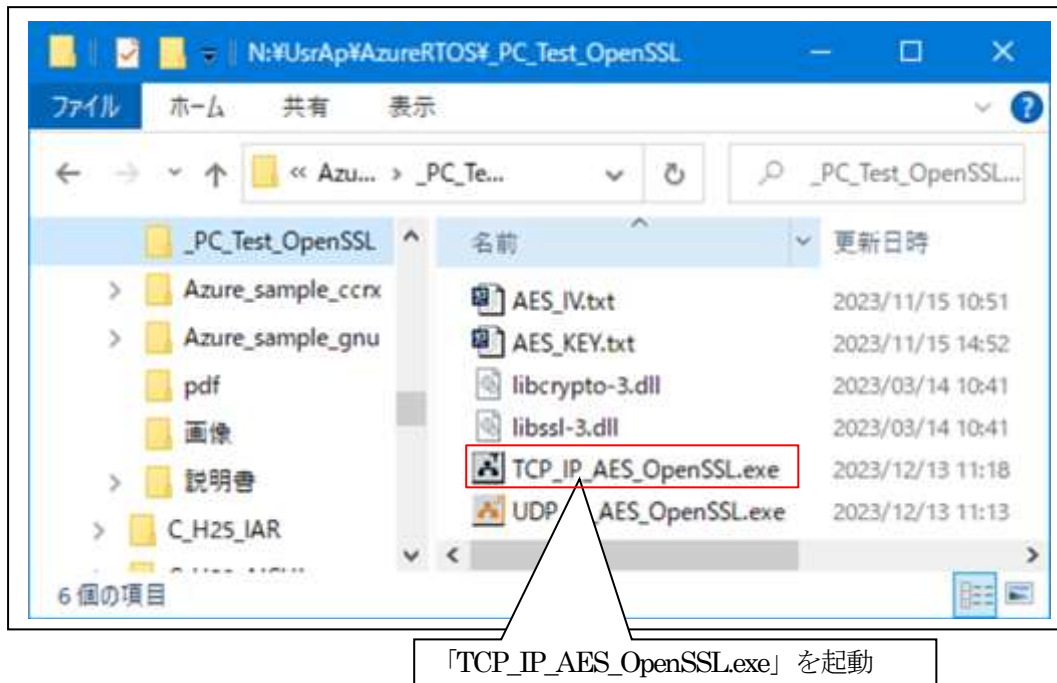 N:¥UsrAp¥AzureRTOS¥_PC_Test_OpenSSL
ファイル ホーム 共有 表示
« Azu... › _PC_Te... _PC_Test_OpenSSL...
_PC_Test_OpenSSL
Azure_sample_ccrx
Azure_sample_gnu
pdf
画像
説明書
C_H25_IAR
名前 更新日時
AES_IV.txt 2023/11/15 10:51
AES_KEY.txt 2023/11/15 14:52
libcrypto-3.dll 2023/03/14 10:41
libssl-3.dll 2023/03/14 10:41
TCP_IP_AES_OpenSSL.exe 2023/12/13 11:18
UDP AES_OpenSSL.exe 2023/12/13 11:13
6 個の項目
「TCP_IP_AES_OpenSSL.exe」を起動